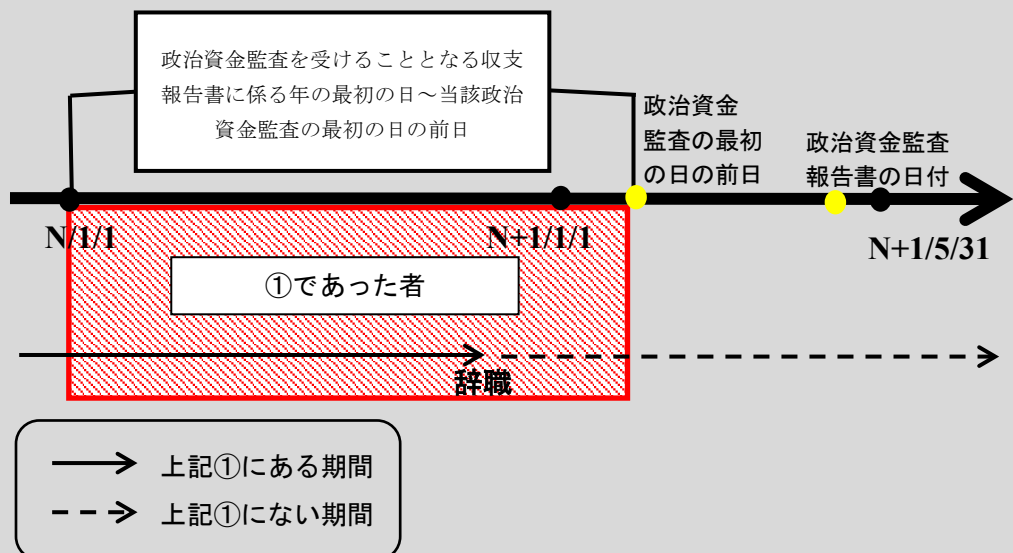 政治資金監査を受けることとなる収支
報告書に係る年の最初の日～当該政治
資金監査の最初の日の前日
政治資金
監査の最初
の日の前日
政治資金監査
報告書の日付
N/1/1
N+1/1/1
N+1/5/31
①であった者
辞職
上記①にある期間
上記①にない期間